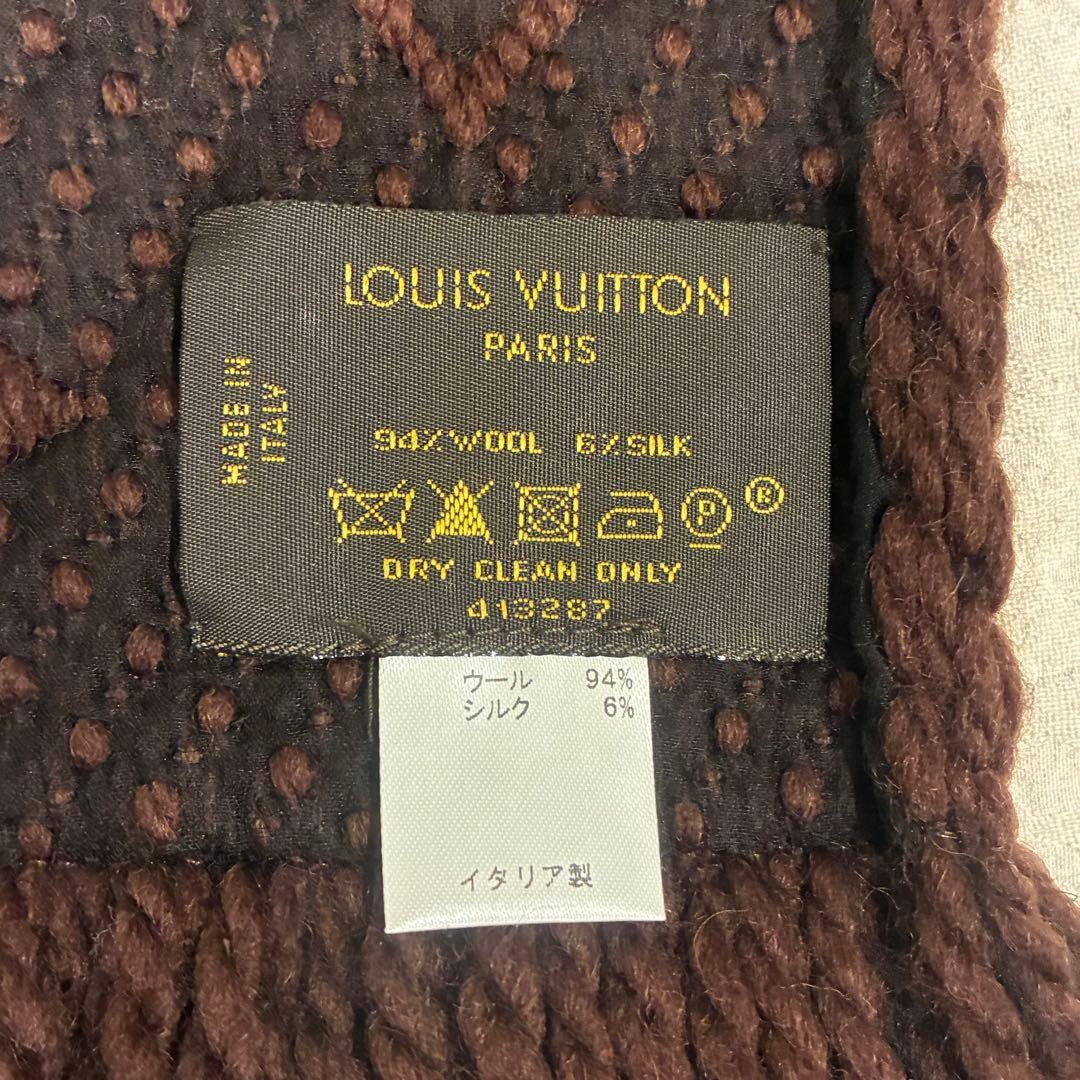 LOUIS VUITTON
PARIS
MADE IN
ITALY
94% WOOL 6% SILK
P ®
DRY CLEAN ONLY
413287
ウール 94%
シルク 6%
イタリア製